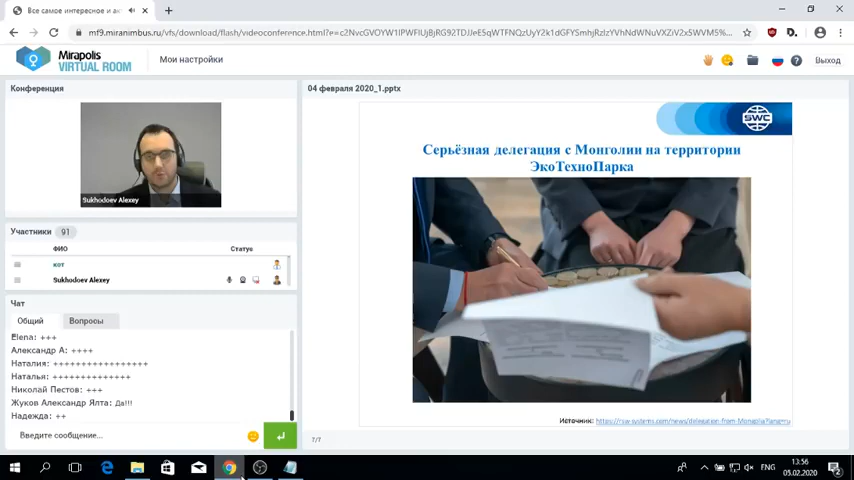 Все самое интересное и ак
mf9.miranimbus.ru/vfs/download/flash/videoconference.html?
Mirapolis
VIRTUAL ROOM
Мои настройки
Выход
Конференция
Sukhodoev Alexey
Участники 91
ФИО Статус
кот
Sukhodoev Alexey
Чат
Общий Вопросы
Elena: +++
Александр А: ++++
Наталия: +++++++++++++++++
Наталья: ++++++++++++++
Николай Пестов: +++
Жуков Александр Ялта: Да!!!
Надежда: ++
Введите сообщение...
04 февраля 2020_1.pptx
SWC
Серьёзная делегация с Монголии на территории
ЭкоТехноПарка
Источник:
7/7
ENG
13:56
05.02.2020
2